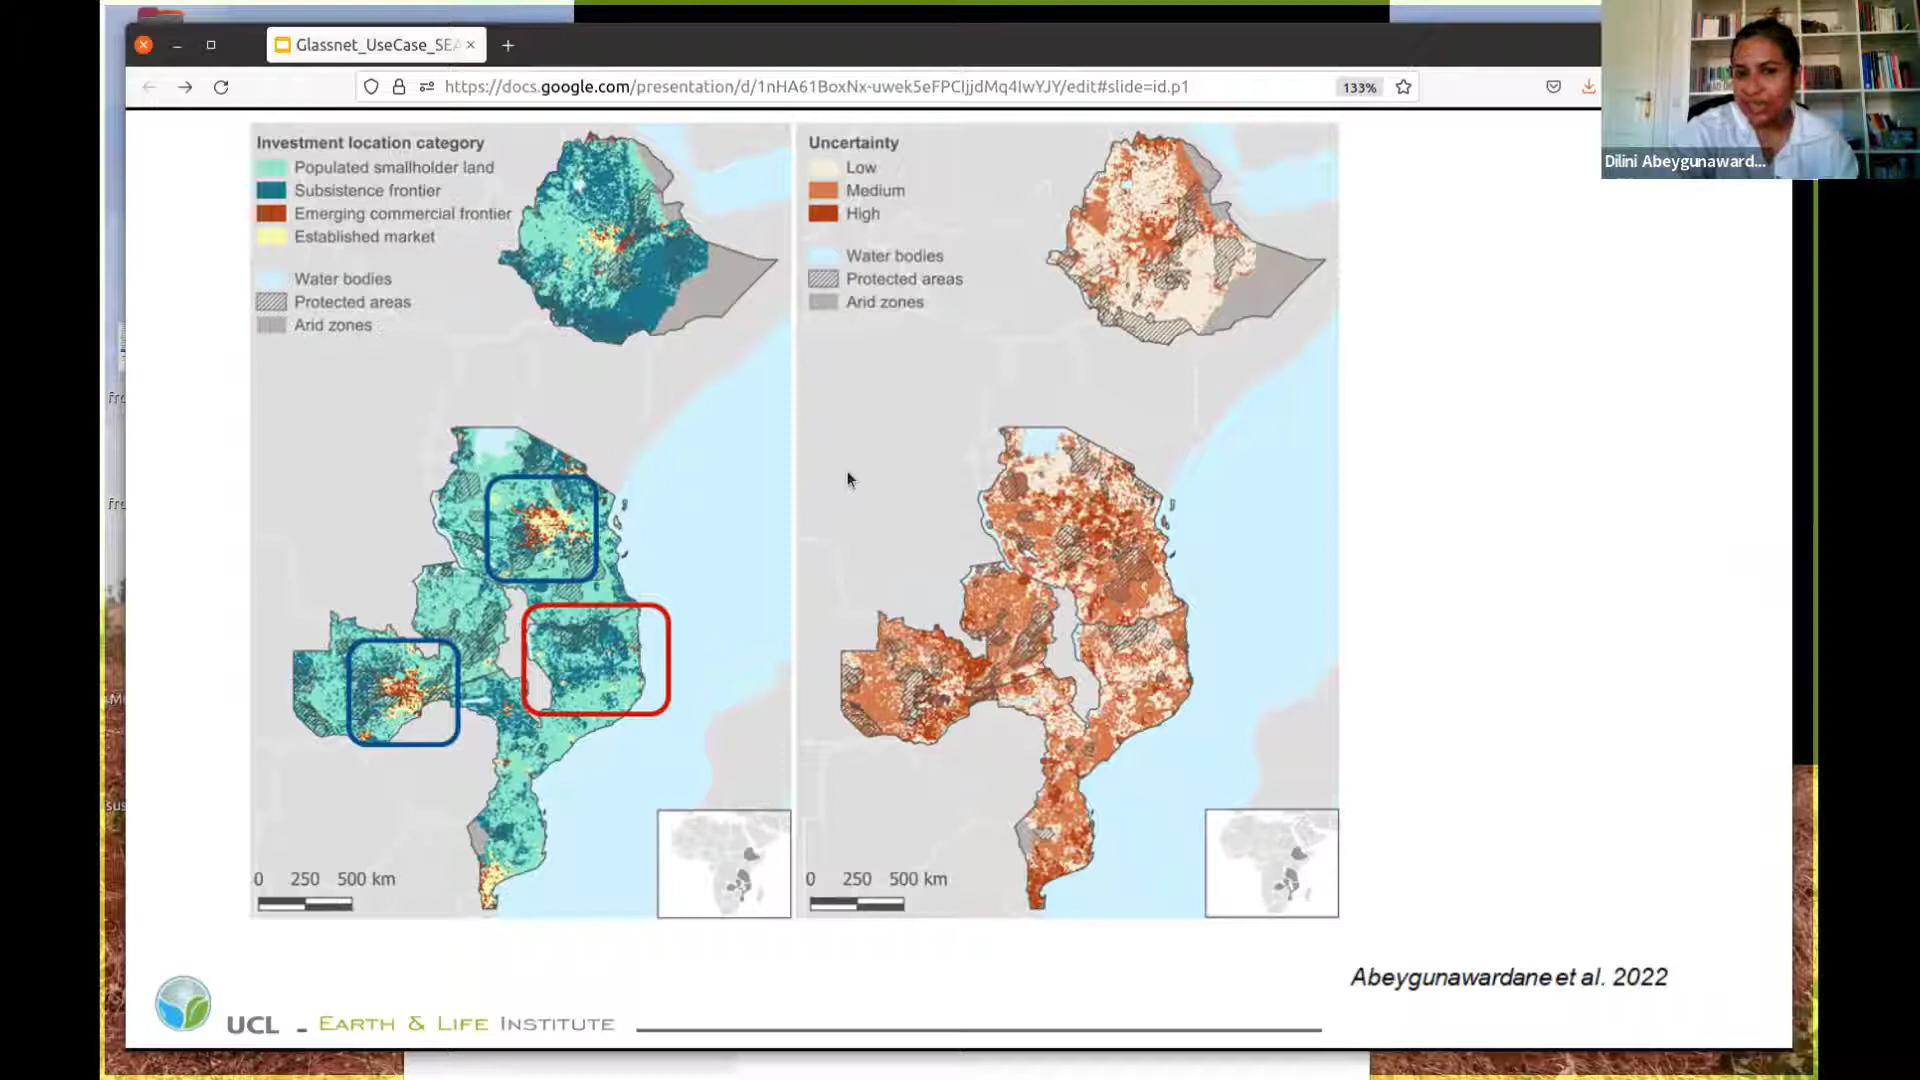 Glassnet_UseCase_SEA
https://docs.google.com/presentation/d/1nHA61BoxNx-uwek5eFPCIjjdMq4IwYJY/edit#slide=id.p1
133%
Dilini Abeygunaward...
Investment location category
Populated smallholder land
Subsistence frontier
Emerging commercial frontier
Established market
Water bodies
Protected areas
Arid zones
0 250 500 km
Uncertainty
Low
Medium
High
Water bodies
Protected areas
Arid zones
0 250 500 km
Abeygunawardane et al. 2022
UCL - EARTH & LIFE INSTITUTE